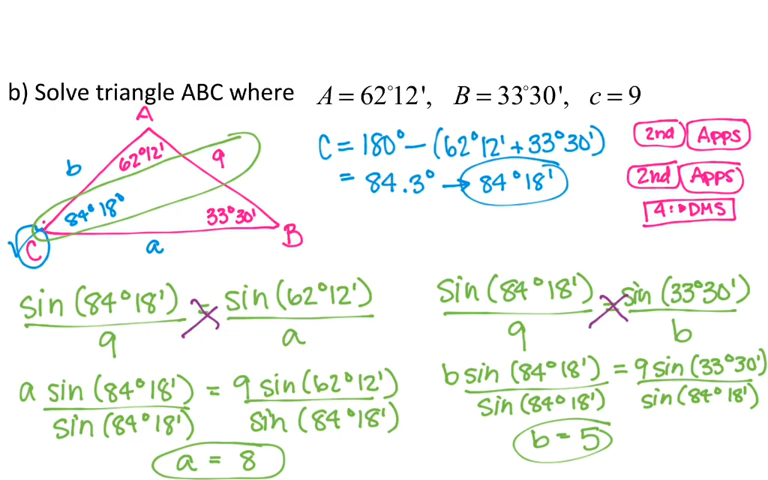 b) Solve triangle ABC where A = 62°12', B = 33°30', c = 9
A
b
62°12'
9
84°18'
33°30'
C
a
B
C = 180° - (62°12' + 33°30')
= 84.3° → 84°18'
2nd Apps
2nd Apps
4:▸DMS
sin(84°18')/9 = sin(62°12')/a
a sin(84°18')/sin(84°18') = 9 sin(62°12')/sin(84°18')
a = 8
sin(84°18')/9 = sin(33°30')/b
b sin(84°18')/sin(84°18') = 9 sin(33°30')/sin(84°18')
b = 5